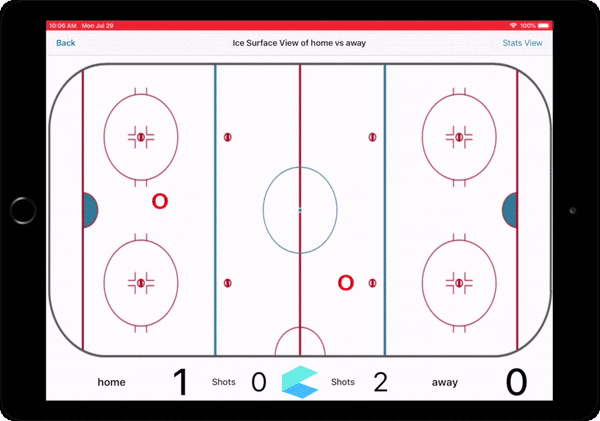 10:06 AM Mon Jul 29 100%
Back Ice Surface View of home vs away Stats View
O
O
home 1 Shots 0 Shots 2 away 0